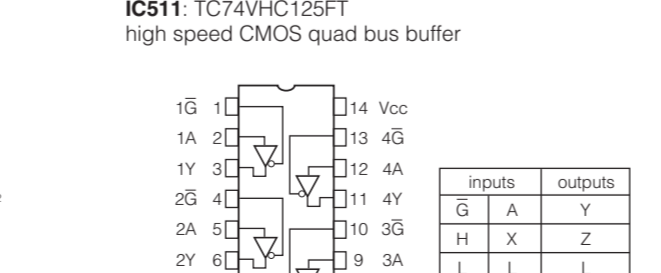 IC511: TC74VHC125FT
high speed CMOS quad bus buffer
1G̅ 1 14 Vcc
1A 2 13 4G̅
1Y 3 12 4A
2G̅ 4 11 4Y
2A 5 10 3G̅
2Y 6 9 3A
inputs outputs
G̅ A Y
H X Z
L L L